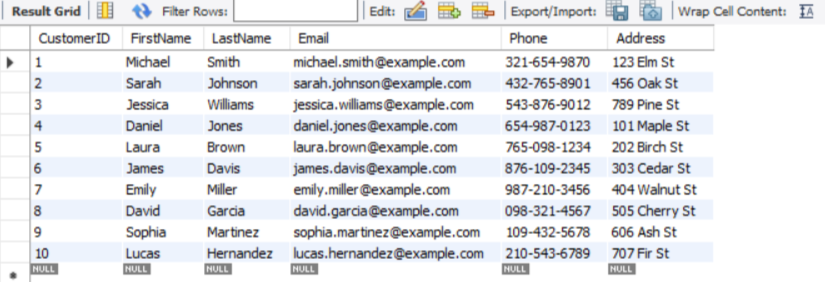 Result Grid Filter Rows: Edit: Export/Import: Wrap Cell Content: IA
CustomerID FirstName LastName Email Phone Address
1 Michael Smith michael.smith@example.com 321-654-9870 123 Elm St
2 Sarah Johnson sarah.johnson@example.com 432-765-8901 456 Oak St
3 Jessica Williams jessica.williams@example.com 543-876-9012 789 Pine St
4 Daniel Jones daniel.jones@example.com 654-987-0123 101 Maple St
5 Laura Brown laura.brown@example.com 765-098-1234 202 Birch St
6 James Davis james.davis@example.com 876-109-2345 303 Cedar St
7 Emily Miller emily.miller@example.com 987-210-3456 404 Walnut St
8 David Garcia david.garcia@example.com 098-321-4567 505 Cherry St
9 Sophia Martinez sophia.martinez@example.com 109-432-5678 606 Ash St
10 Lucas Hernandez lucas.hernandez@example.com 210-543-6789 707 Fir St
NULL NULL NULL NULL NULL NULL